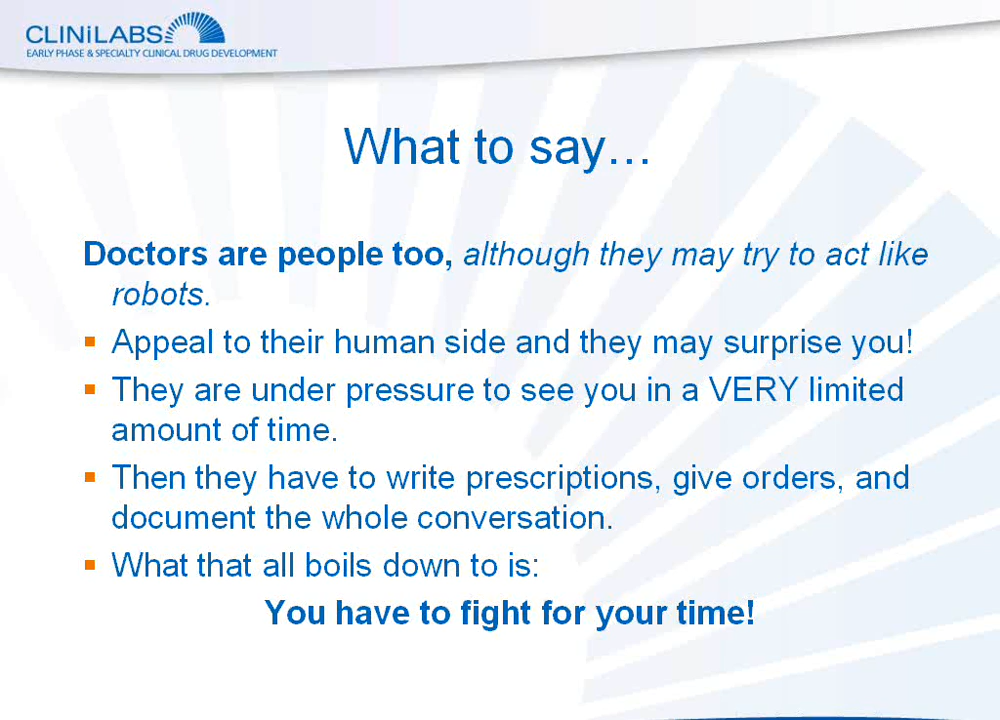 CLINiLABS
EARLY PHASE & SPECIALTY CLINICAL DRUG DEVELOPMENT
What to say...
Doctors are people too, although they may try to act like
robots.
Appeal to their human side and they may surprise you!
They are under pressure to see you in a VERY limited
amount of time.
Then they have to write prescriptions, give orders, and
document the whole conversation.
What that all boils down to is:
You have to fight for your time!